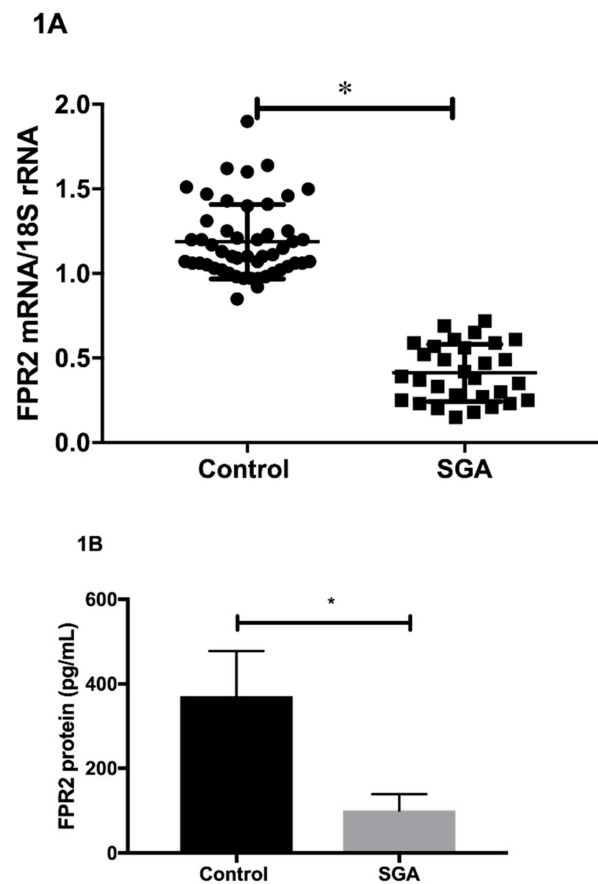 1A
*
FPR2 mRNA/18S rRNA
2.0
1.5
1.0
0.5
0.0
Control SGA
1B
*
FPR2 protein (pg/mL)
600
400
200
0
Control SGA